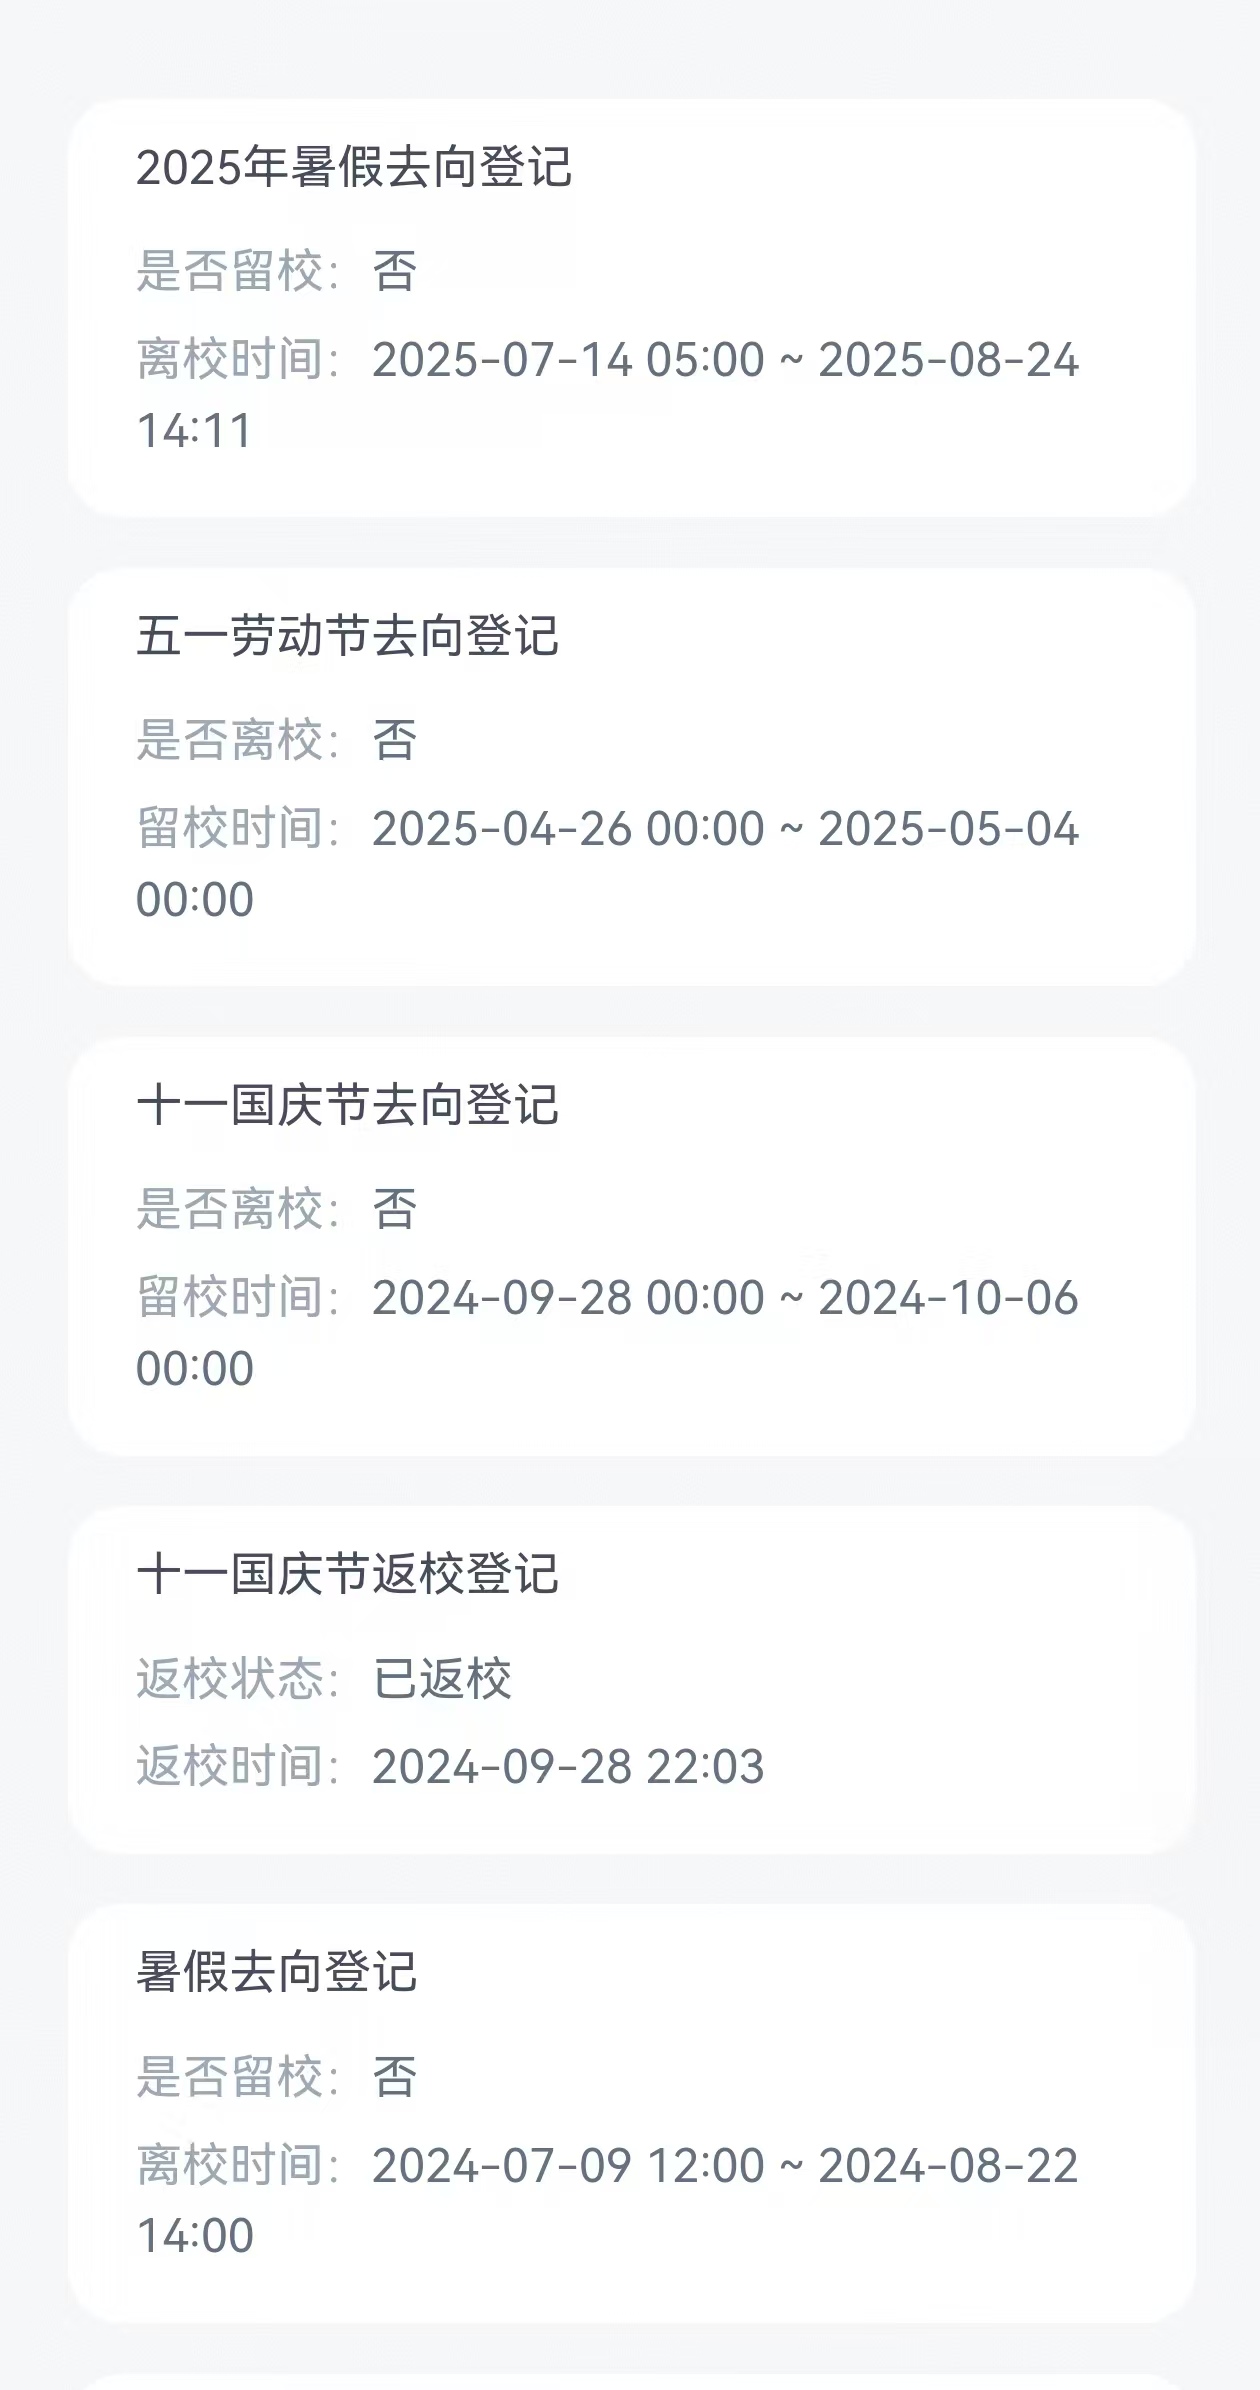 2025年暑假去向登记
是否留校： 否
离校时间： 2025-07-14 05:00 ~ 2025-08-24
14:11
五一劳动节去向登记
是否离校： 否
留校时间： 2025-04-26 00:00 ~ 2025-05-04
00:00
十一国庆节去向登记
是否离校： 否
留校时间： 2024-09-28 00:00 ~ 2024-10-06
00:00
十一国庆节返校登记
返校状态： 已返校
返校时间： 2024-09-28 22:03
暑假去向登记
是否留校： 否
离校时间： 2024-07-09 12:00 ~ 2024-08-22
14:00